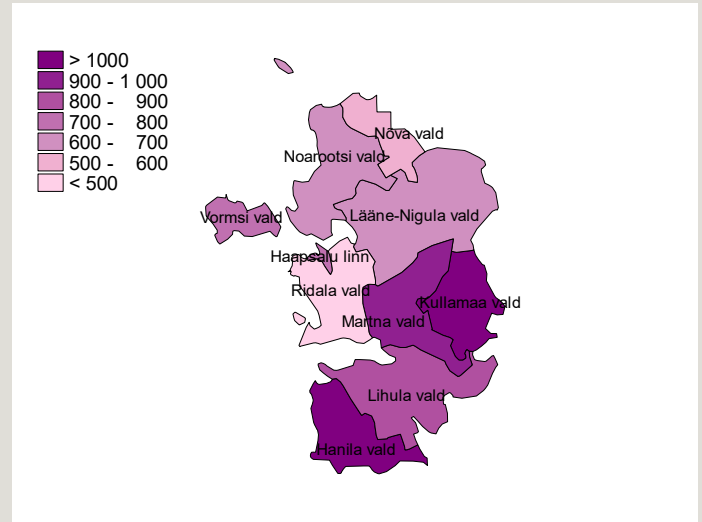 > 1000
900 - 1 000
800 - 900
700 - 800
600 - 700
500 - 600
< 500
Nõva vald
Noarootsi vald
Lääne-Nigula vald
Vormsi vald
Haapsalu linn
Ridala vald
Kullamaa vald
Martna vald
Lihula vald
Hanila vald